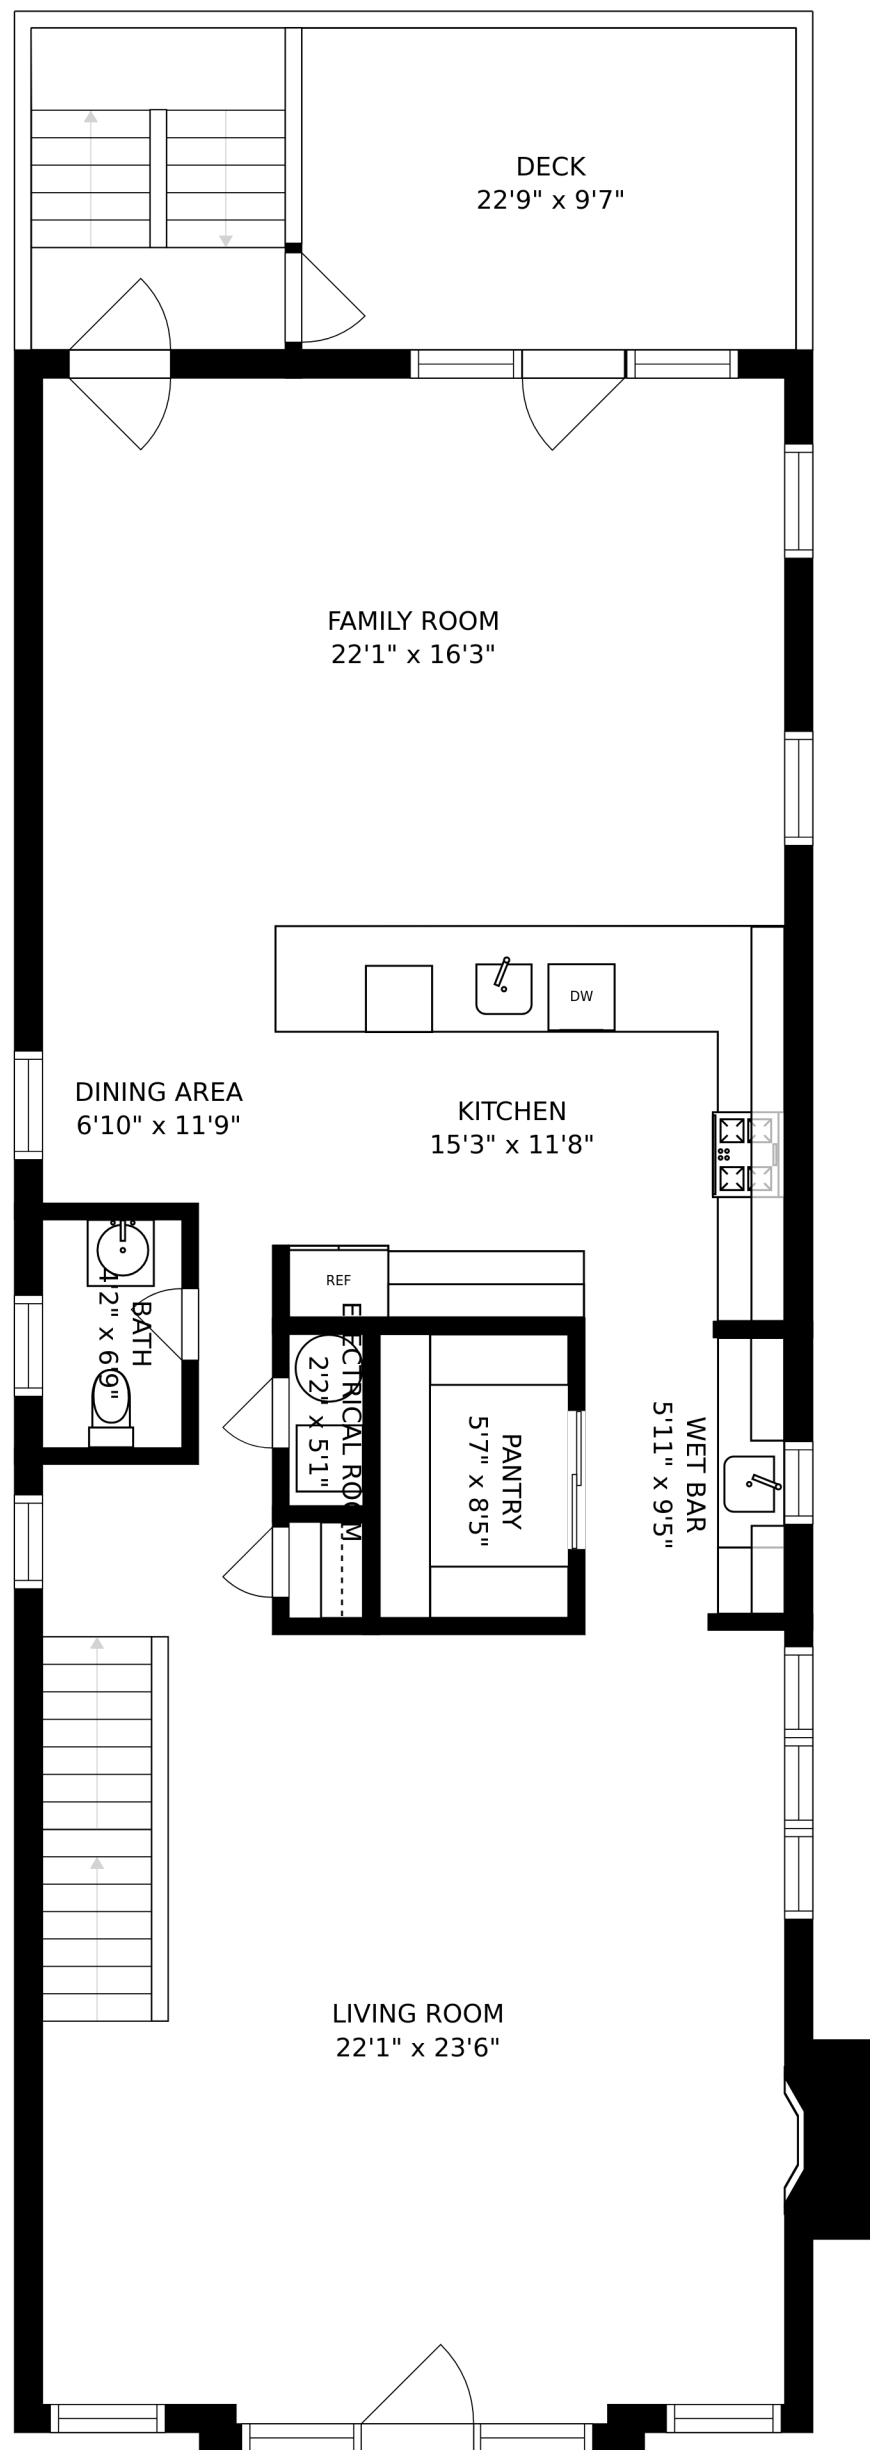 DECK
22'9" x 9'7"
FAMILY ROOM
22'1" x 16'3"
DW
DINING AREA
6'10" x 11'9"
KITCHEN
15'3" x 11'8"
REF
BATH
4'2" x 6'9"
ELECTRICAL ROOM
2'2" x 5'1"
PANTRY
5'7" x 8'5"
WET BAR
5'11" x 9'5"
LIVING ROOM
22'1" x 23'6"